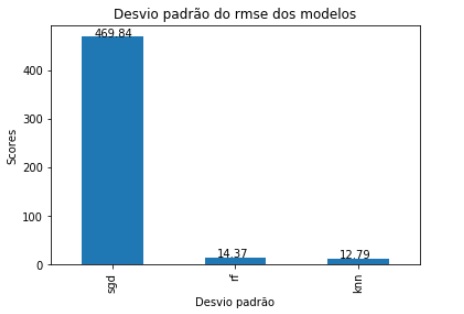 Desvio padrão do rmse dos modelos
469.84
400
300
Scores
200
100
14.37
12.79
0
sgd
rf
knn
Desvio padrão